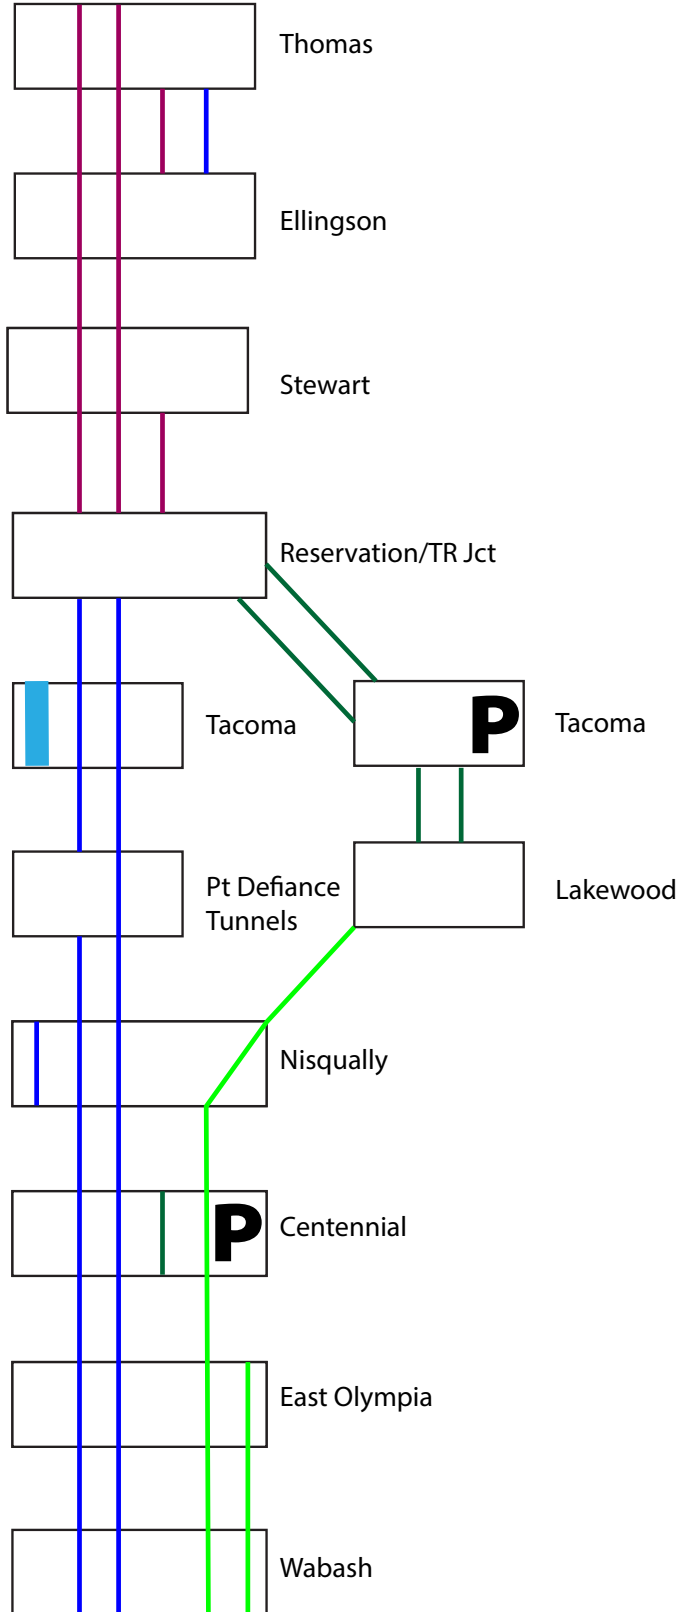 Thomas
Ellingson
Stewart
Reservation/TR Jct
Tacoma
P
Tacoma
Pt Defiance
Tunnels
Lakewood
Nisqually
P
Centennial
East Olympia
Wabash